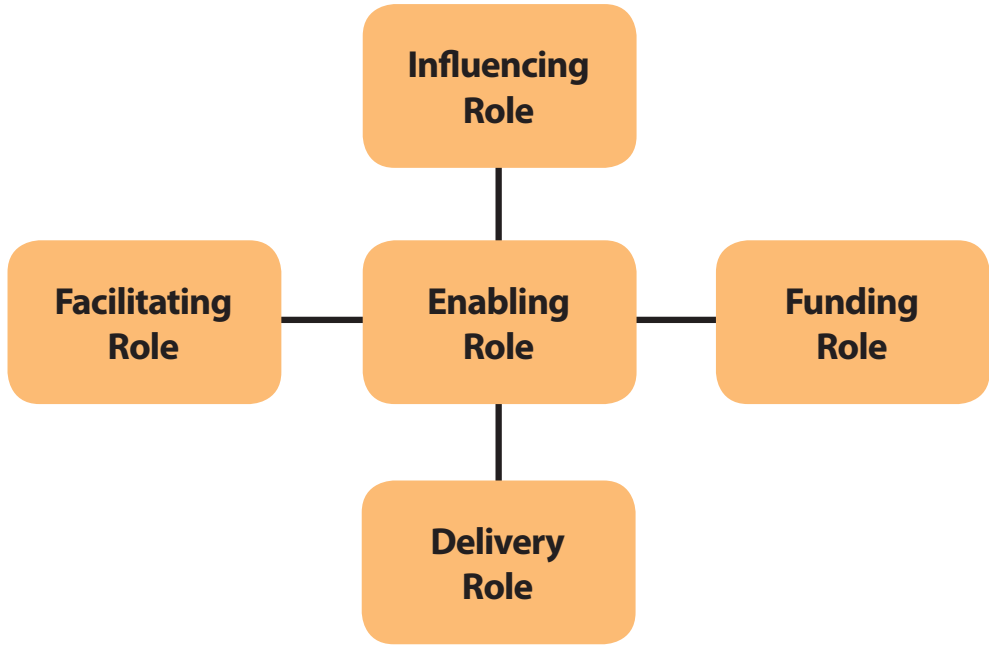 Influencing
Role
Facilitating
Role
Enabling
Role
Funding
Role
Delivery
Role